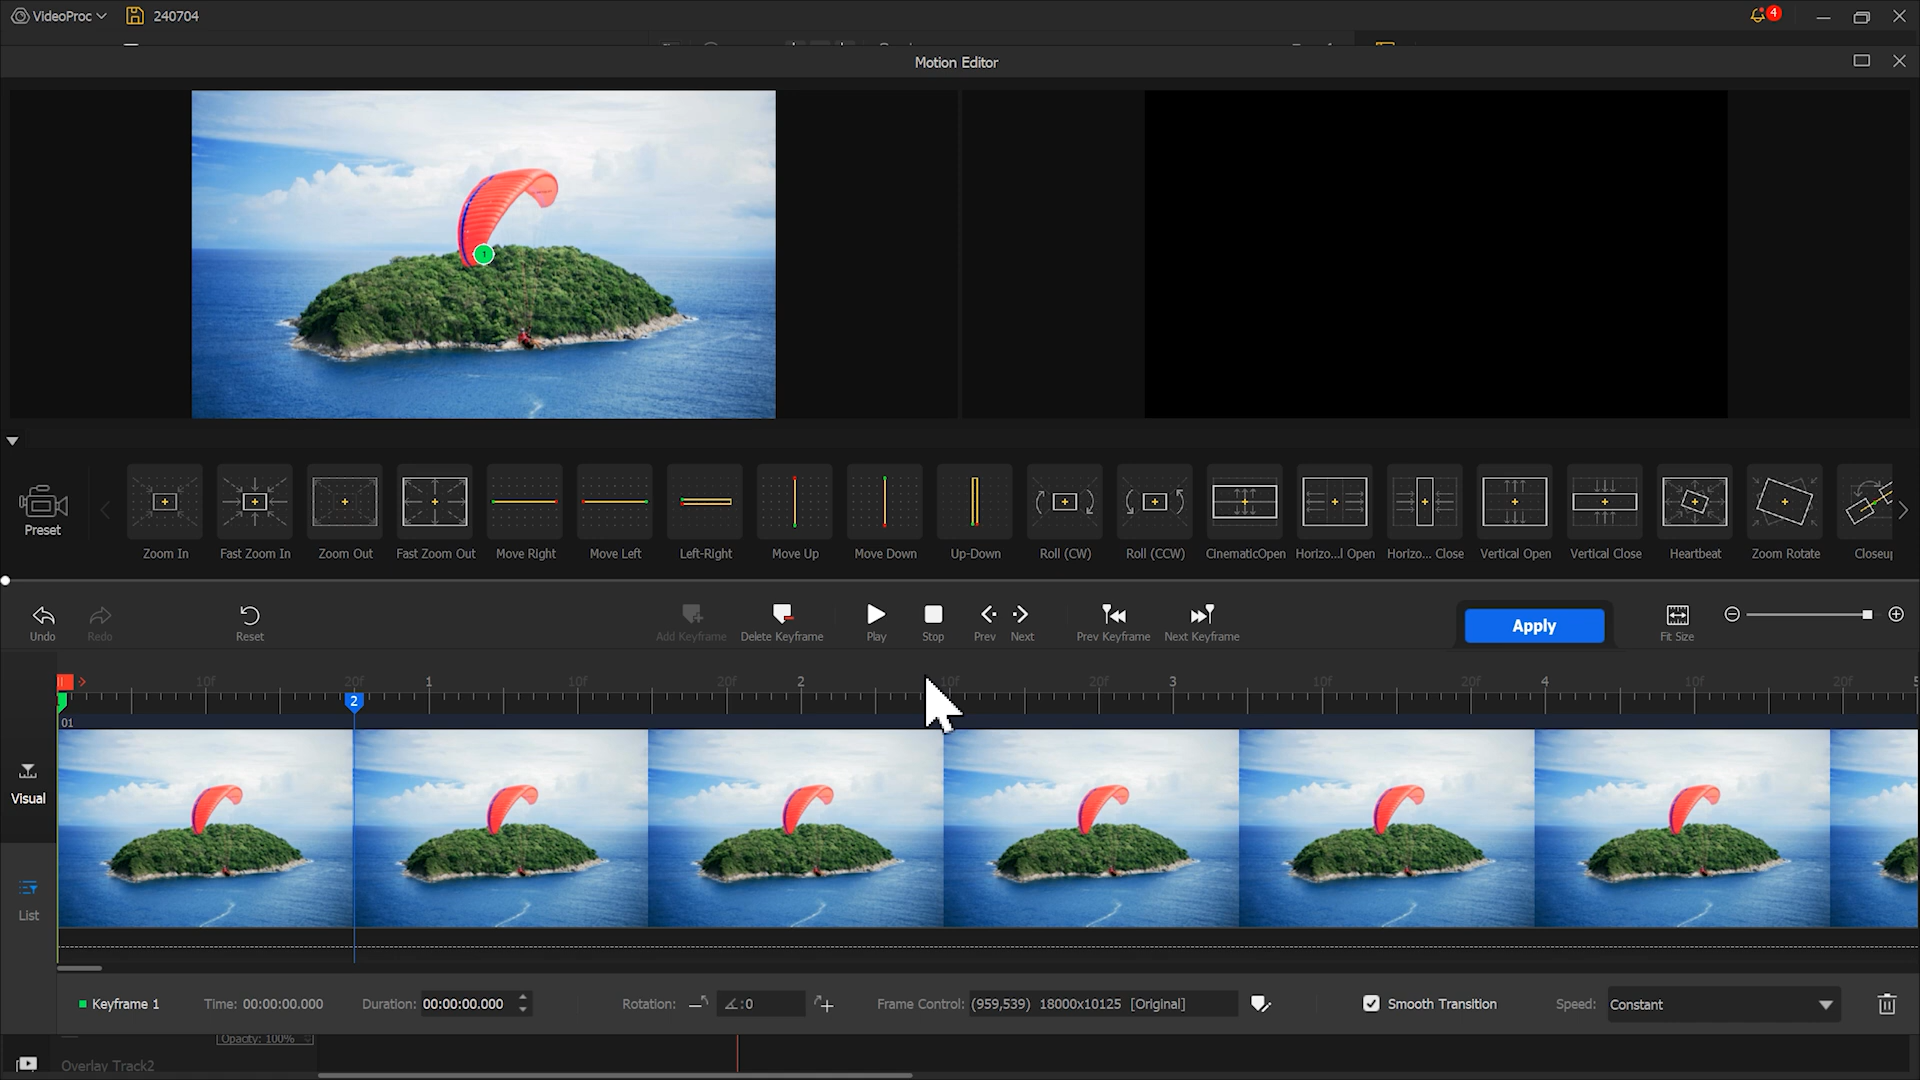 VideoProc
240704
4
Motion Editor
1
Preset
Zoom In
Fast Zoom In
Zoom Out
Fast Zoom Out
Move Right
Move Left
Left-Right
Move Up
Move Down
Up-Down
Roll (CW)
Roll (CCW)
CinematicOpen
Horizo...l Open
Horizo... Close
Vertical Open
Vertical Close
Heartbeat
Zoom Rotate
Closeu
Undo
Redo
Reset
Add Keyframe
Delete Keyframe
Play
Stop
Prev
Next
Prev Keyframe
Next Keyframe
Apply
Fit Size
10f 20f 1 10f 20f 2 10f 20f 3 10f 20f 4 10f 20f 5
2
01
Visual
List
Keyframe 1 Time: 00:00:00.000 Duration: 00:00:00.000 Rotation: ∠:0 Frame Control: (959,539) 18000x10125 [Original] Smooth Transition Speed: Constant
Opacity: 100%
Overlay Track2